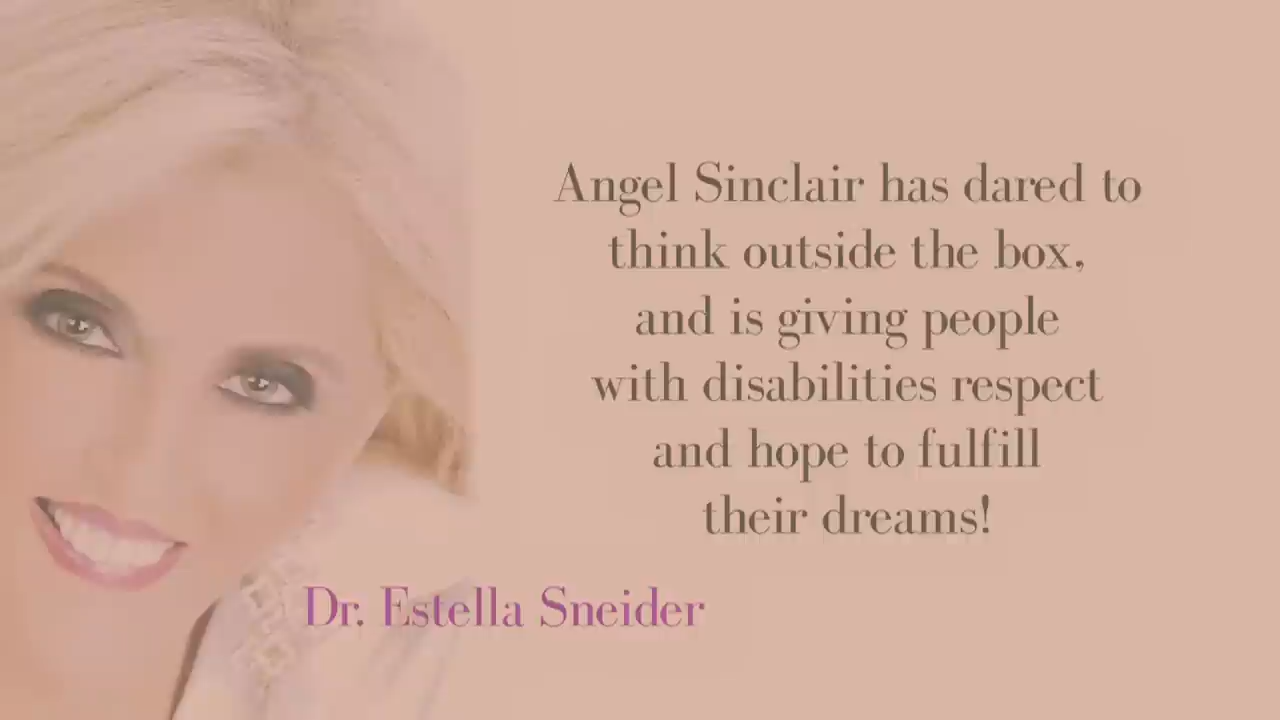 Angel Sinclair has dared to
think outside the box,
and is giving people
with disabilities respect
and hope to fulfill
their dreams!
Dr. Estella Sneider